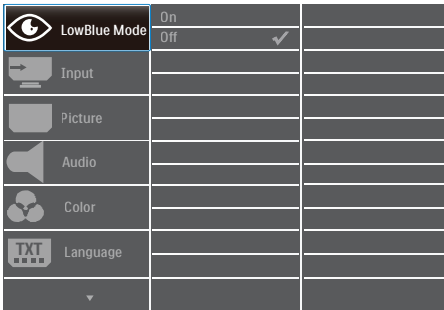 LowBlue Mode
On
Off
Input
Picture
Audio
Color
TXT
Language